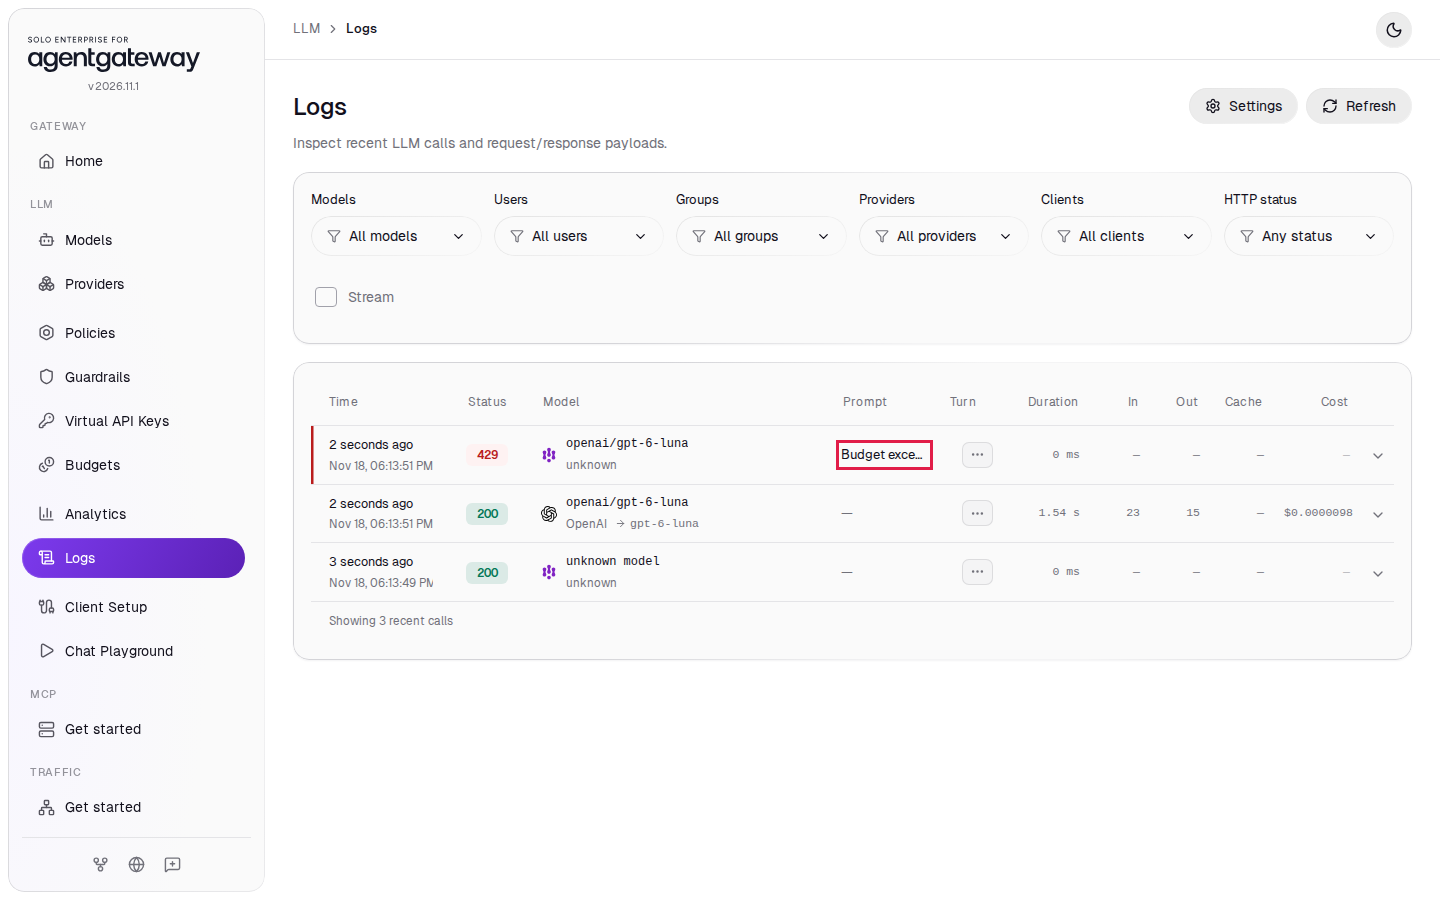 SOLO ENTERPRISE FOR
agentgateway
v2026.11.1
GATEWAY
Home
LLM
Models
Providers
Policies
Guardrails
Virtual API Keys
Budgets
Analytics
Logs
Client Setup
Chat Playground
MCP
Get started
TRAFFIC
Get started
LLM > Logs
Logs
Settings
Refresh
Inspect recent LLM calls and request/response payloads.
Models Users Groups Providers Clients HTTP status
All models All users All groups All providers All clients Any status
Stream
Time Status Model Prompt Turn Duration In Out Cache Cost
2 seconds ago
Nov 18, 06:13:51 PM
429
openai/gpt-6-luna
unknown
Budget exce... ... 0 ms — — — —
2 seconds ago
Nov 18, 06:13:51 PM
200
openai/gpt-6-luna
OpenAI → gpt-6-luna
— ... 1.54 s 23 15 — $0.0000098
3 seconds ago
Nov 18, 06:13:49 PM
200
unknown model
unknown
— ... 0 ms — — — —
Showing 3 recent calls